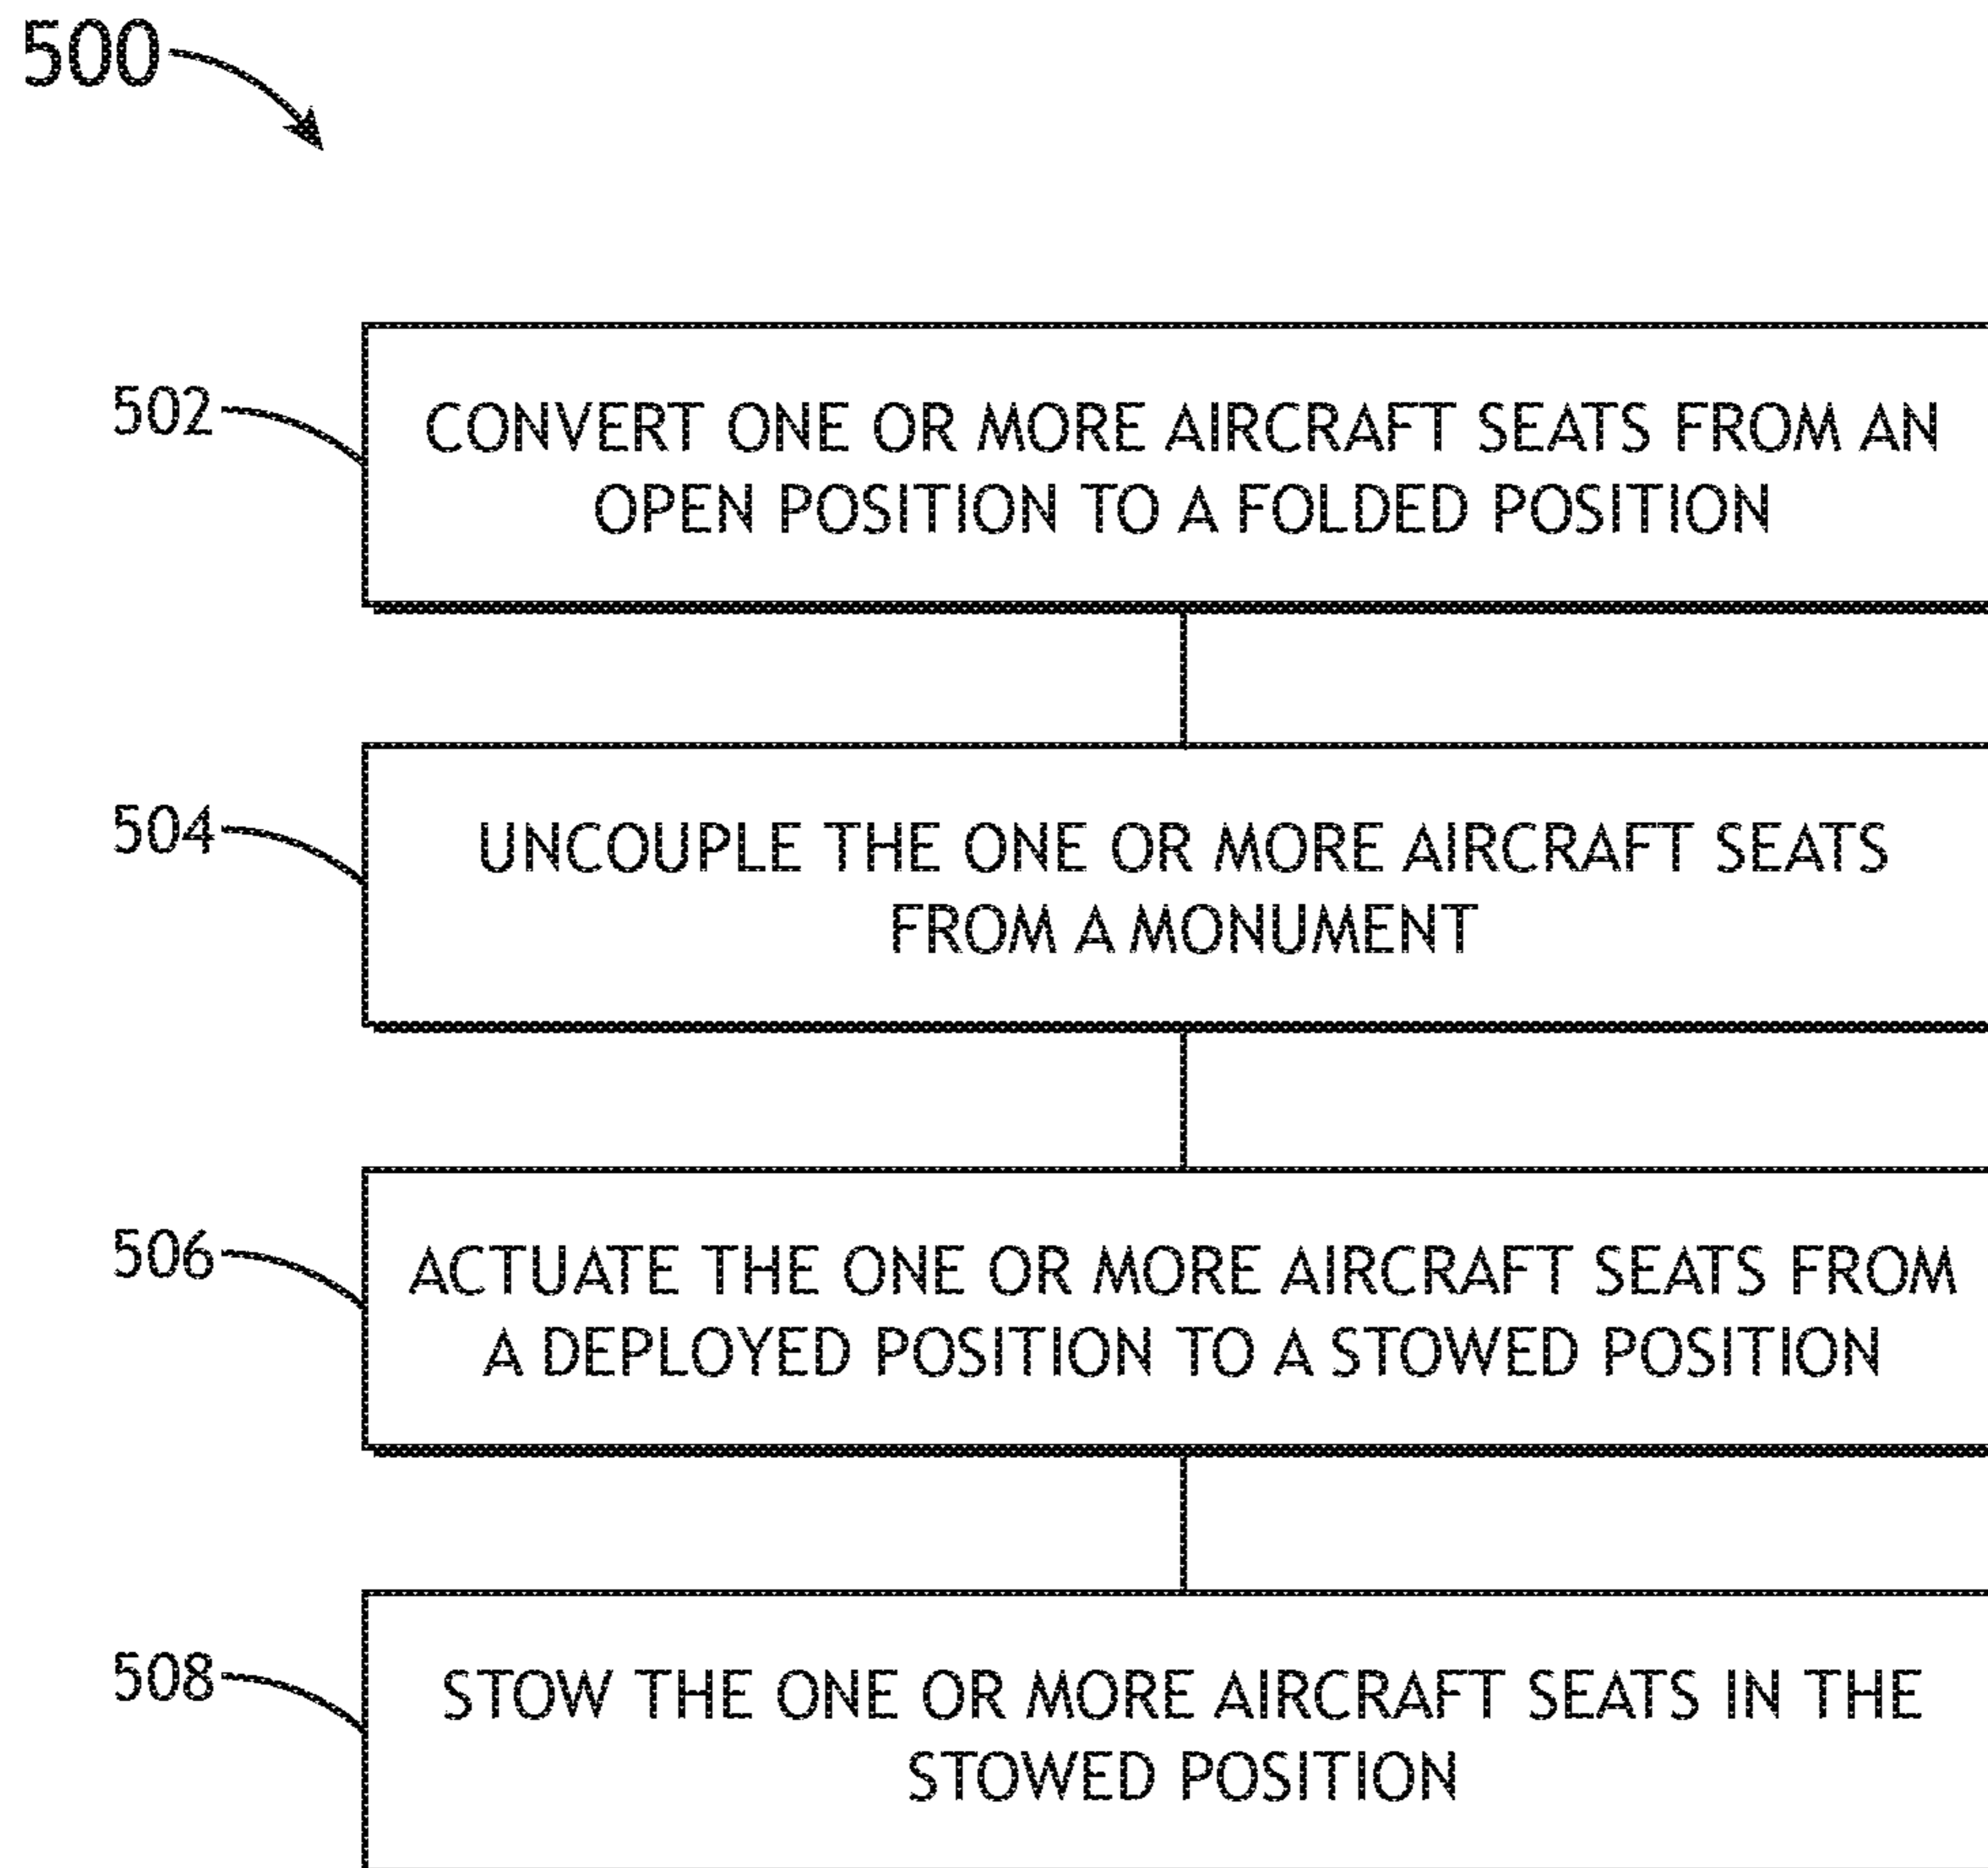 500
502
CONVERT ONE OR MORE AIRCRAFT SEATS FROM AN
OPEN POSITION TO A FOLDED POSITION
504
UNCOUPLE THE ONE OR MORE AIRCRAFT SEATS
FROM A MONUMENT
506
ACTUATE THE ONE OR MORE AIRCRAFT SEATS FROM
A DEPLOYED POSITION TO A STOWED POSITION
508
STOW THE ONE OR MORE AIRCRAFT SEATS IN THE
STOWED POSITION